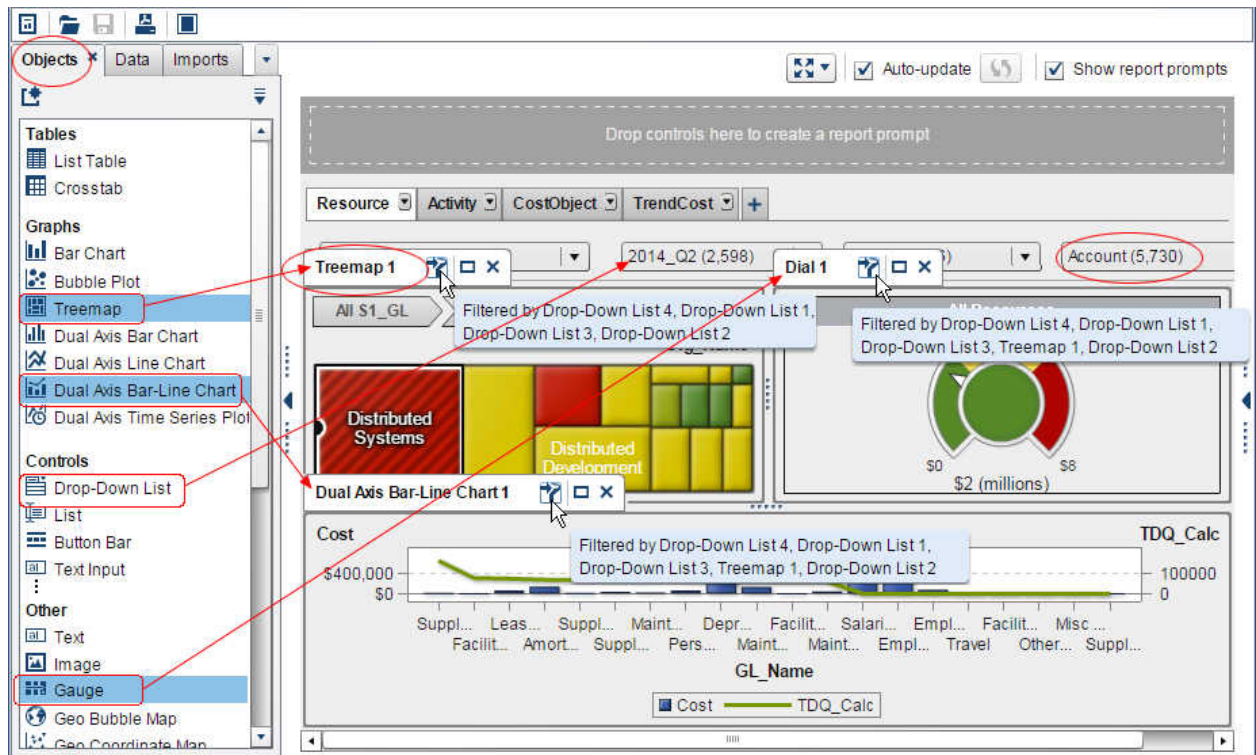 Objects
Data
Imports
Auto-update
Show report prompts
Tables
List Table
Crosstab
Graphs
Bar Chart
Bubble Plot
Treemap
Dual Axis Bar Chart
Dual Axis Line Chart
Dual Axis Bar-Line Chart
Dual Axis Time Series Plot
Controls
Drop-Down List
List
Button Bar
Text Input
Other
Text
Image
Gauge
Geo Bubble Map
Geo Coordinate Map
Drop controls here to create a report prompt
Resource
Activity
CostObject
TrendCost
2014_Q2 (2,598)
Account (5,730)
Treemap 1
Dial 1
All S1_GL
Filtered by Drop-Down List 4, Drop-Down List 1,
Drop-Down List 3, Drop-Down List 2
Distributed
Systems
Distributed
Development
Filtered by Drop-Down List 4, Drop-Down List 1,
Drop-Down List 3, Treemap 1, Drop-Down List 2
$0
$8
$2 (millions)
Dual Axis Bar-Line Chart 1
Filtered by Drop-Down List 4, Drop-Down List 1,
Drop-Down List 3, Treemap 1, Drop-Down List 2
Cost
TDQ_Calc
$400,000
$0
100000
0
Suppl... Leas... Suppl... Maint... Depr... Facilit... Salari... Empl... Facilit... Misc ...
Facilit... Amort... Suppl... Pers... Maint... Maint... Empl... Travel Other... Suppl...
GL_Name
Cost
TDQ_Calc